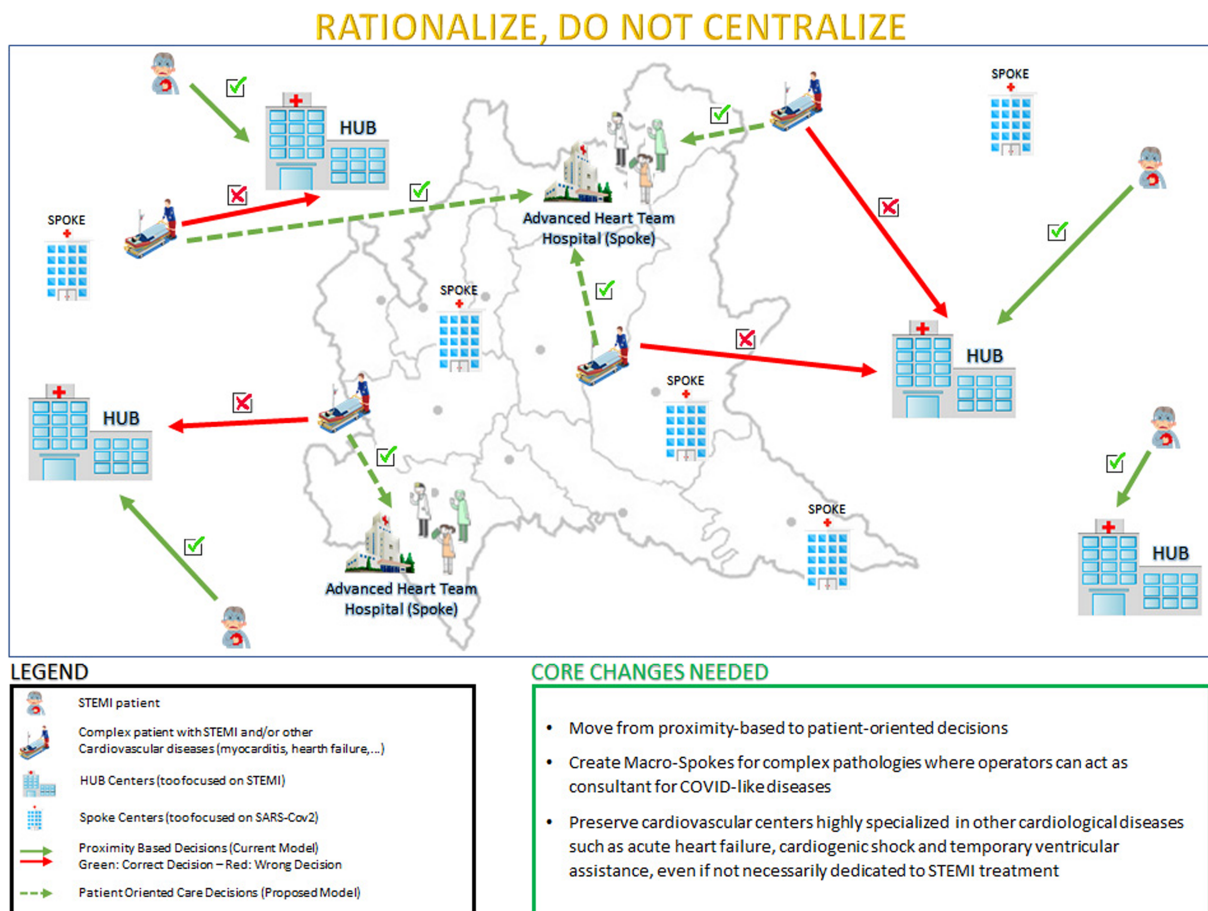 RATIONALIZE, DO NOT CENTRALIZE
HUB
SPOKE
SPOKE
Advanced Heart Team
Hospital (Spoke)
SPOKE
HUB
SPOKE
HUB
SPOKE
HUB
Advanced Heart Team
Hospital (Spoke)
LEGEND
STEMI patient
Complex patient with STEMI and/or other
Cardiovascular diseases (myocarditis, hearth failure,...)
HUB Centers (too focused on STEMI)
Spoke Centers (too focused on SARS-Cov2)
Proximity Based Decisions (Current Model)
Green: Correct Decision – Red: Wrong Decision
Patient Oriented Care Decisions (Proposed Model)
CORE CHANGES NEEDED
• Move from proximity-based to patient-oriented decisions
• Create Macro-Spokes for complex pathologies where operators can act as
consultant for COVID-like diseases
• Preserve cardiovascular centers highly specialized in other cardiological diseases
such as acute heart failure, cardiogenic shock and temporary ventricular
assistance, even if not necessarily dedicated to STEMI treatment